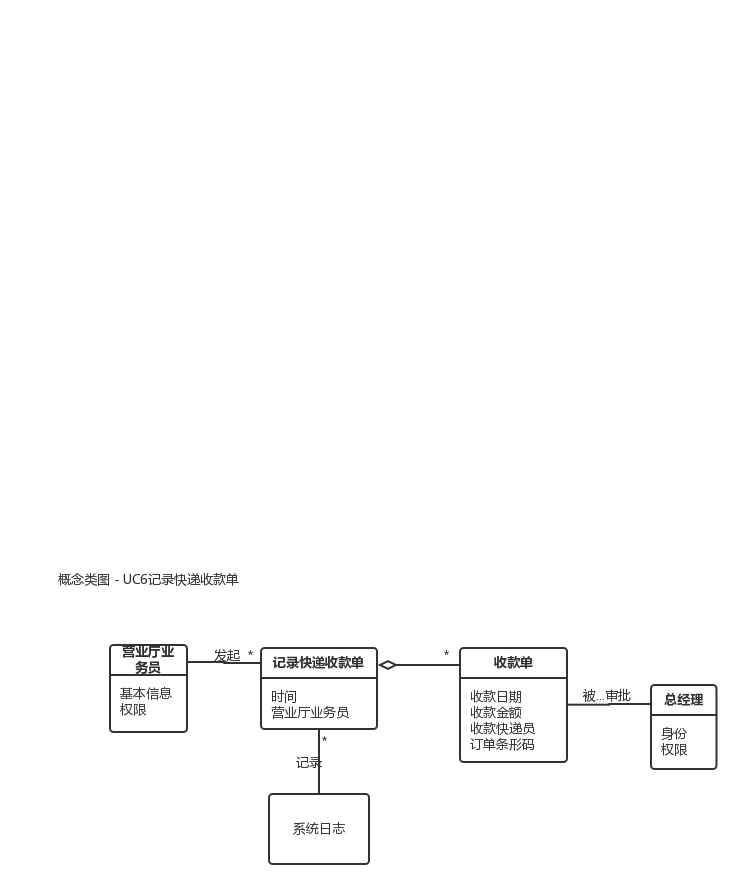 概念类图 - UC6记录快递收款单
营业厅业
务员
基本信息
权限
发起 *
记录快递收款单
时间
营业厅业务员
*
收款单
收款日期
收款金额
收款快递员
订单条形码
被...审批
总经理
身份
权限
*
记录
系统日志